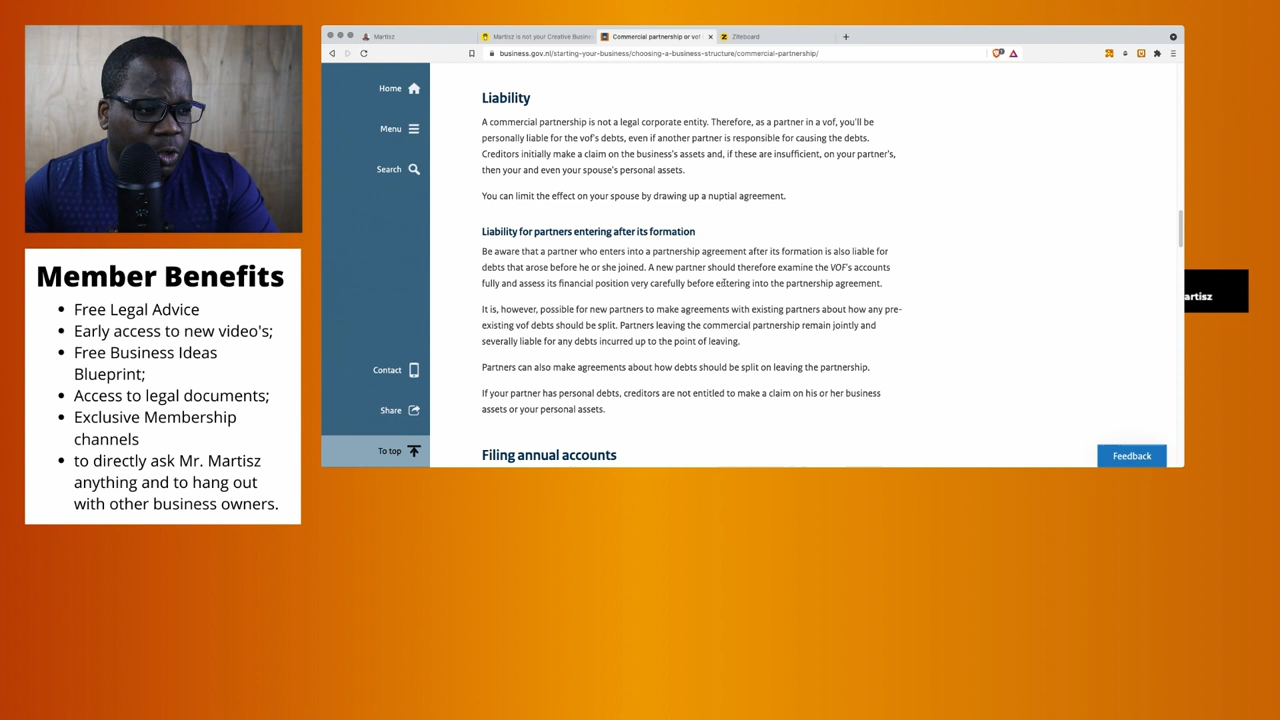 Martisz
Martisz is not your Creative Busin
Commercial partnership or vof
Ziteboard
business.gov.nl/starting-your-business/choosing-a-business-structure/commercial-partnership/
Home
Menu
Search
Contact
Share
To top
Liability
A commercial partnership is not a legal corporate entity. Therefore, as a partner in a vof, you'll be
personally liable for the vof's debts, even if another partner is responsible for causing the debts.
Creditors initially make a claim on the business's assets and, if these are insufficient, on your partner's,
then your and even your spouse's personal assets.
You can limit the effect on your spouse by drawing up a nuptial agreement.
Liability for partners entering after its formation
Be aware that a partner who enters into a partnership agreement after its formation is also liable for
debts that arose before he or she joined. A new partner should therefore examine the VOF's accounts
fully and assess its financial position very carefully before entering into the partnership agreement.
It is, however, possible for new partners to make agreements with existing partners about how any pre-
existing vof debts should be split. Partners leaving the commercial partnership remain jointly and
severally liable for any debts incurred up to the point of leaving.
Partners can also make agreements about how debts should be split on leaving the partnership.
If your partner has personal debts, creditors are not entitled to make a claim on his or her business
assets or your personal assets.
Filing annual accounts
Feedback
artisz
Member Benefits
• Free Legal Advice
• Early access to new video's;
• Free Business Ideas
Blueprint;
• Access to legal documents;
• Exclusive Membership
channels
• to directly ask Mr. Martisz
anything and to hang out
with other business owners.